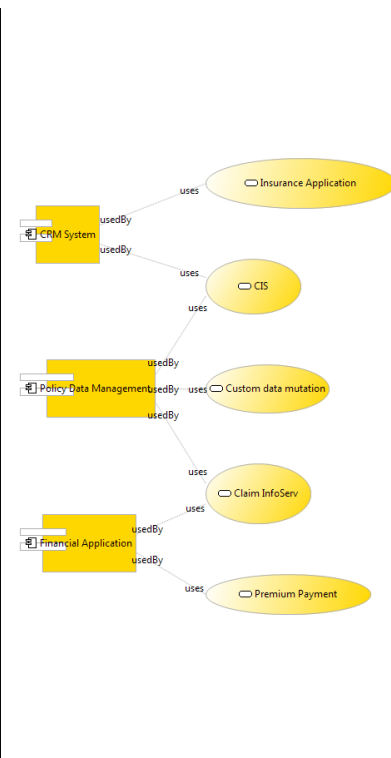 Insurance Application
uses
usedBy
CRM System
usedBy
uses
CIS
uses
usedBy
Policy Data Management
usedBy
uses
Custom data mutation
usedBy
uses
Claim InfoServ
uses
usedBy
Financial Application
usedBy
uses
Premium Payment